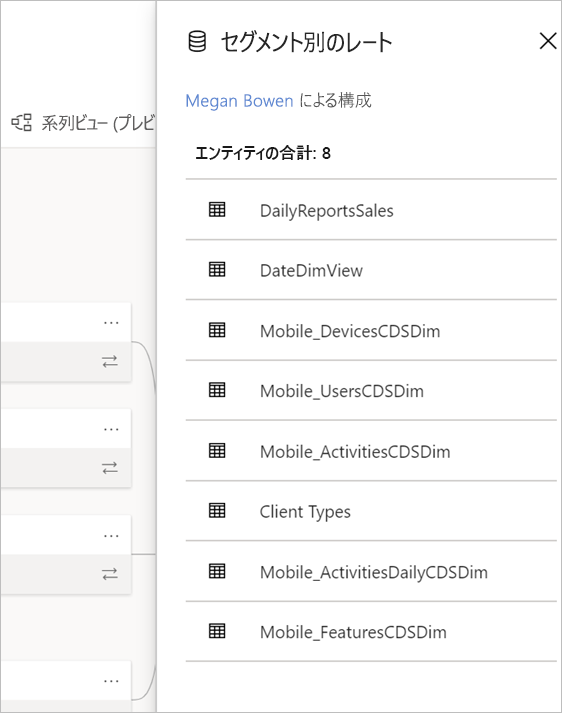 セグメント別のレート
Megan Bowen による構成
系列ビュー (プレビ
エンティティの合計: 8
DailyReportsSales
DateDimView
Mobile_DevicesCDSDim
Mobile_UsersCDSDim
Mobile_ActivitiesCDSDim
Client Types
Mobile_ActivitiesDailyCDSDim
Mobile_FeaturesCDSDim